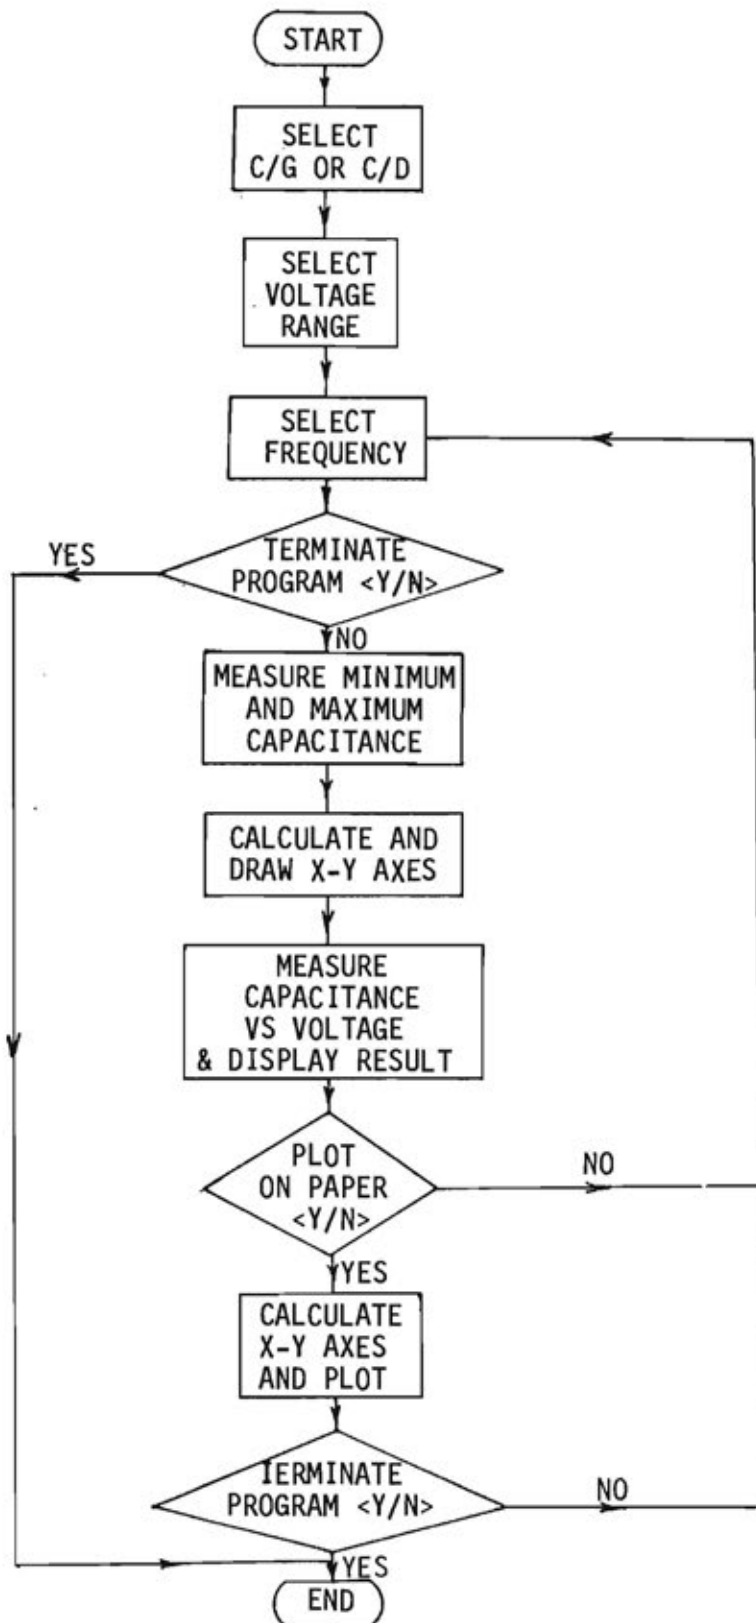 START
SELECT
C/G OR C/D
SELECT
VOLTAGE
RANGE
SELECT
FREQUENCY
YES
TERMINATE
PROGRAM <Y/N>
NO
MEASURE MINIMUM
AND MAXIMUM
CAPACITANCE
CALCULATE AND
DRAW X-Y AXES
MEASURE
CAPACITANCE
VS VOLTAGE
& DISPLAY RESULT
PLOT
ON PAPER
<Y/N>
NO
YES
CALCULATE
X-Y AXES
AND PLOT
TERMINATE
PROGRAM <Y/N>
NO
YES
END